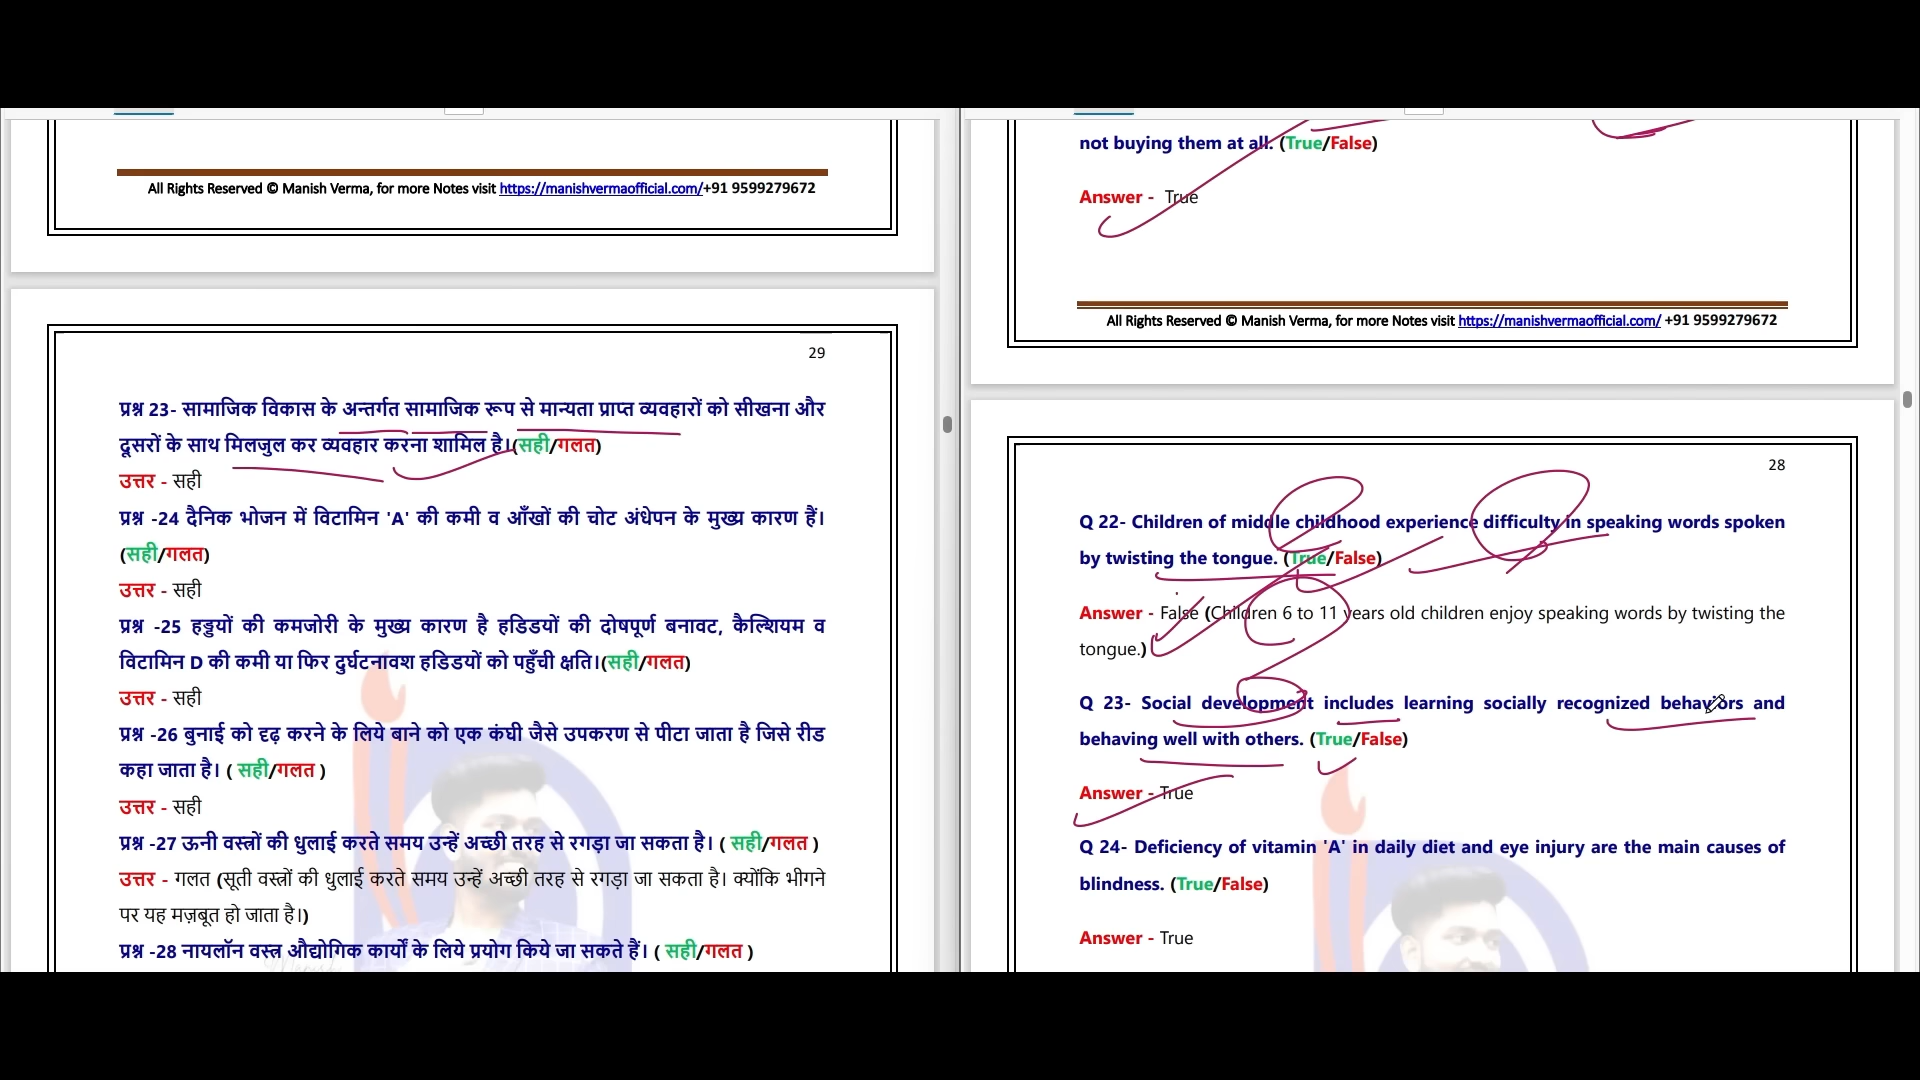 All Rights Reserved © Manish Verma, for more Notes visit https://manishvermaofficial.com/+91 9599279672
29
प्रश्न 23- सामाजिक विकास के अन्तर्गत सामाजिक रूप से मान्यता प्राप्त व्यवहारों को सीखना और
दूसरों के साथ मिलजुल कर व्यवहार करना शामिल है।(सही/गलत)
उत्तर - सही
प्रश्न -24 दैनिक भोजन में विटामिन 'A' की कमी व आँखों की चोट अंधेपन के मुख्य कारण हैं।
(सही/गलत)
उत्तर - सही
प्रश्न -25 हड्डयों की कमजोरी के मुख्य कारण है हडिडयों की दोषपूर्ण बनावट, कैल्शियम व
विटामिन D की कमी या फिर दुर्घटनावश हडिडयों को पहुँची क्षति।(सही/गलत)
उत्तर - सही
प्रश्न -26 बुनाई को दृढ़ करने के लिये बाने को एक कंघी जैसे उपकरण से पीटा जाता है जिसे रीड
कहा जाता है। ( सही/गलत )
उत्तर - सही
प्रश्न -27 ऊनी वस्त्रों की धुलाई करते समय उन्हें अच्छी तरह से रगड़ा जा सकता है। ( सही/गलत )
उत्तर - गलत (सूती वस्त्रों की धुलाई करते समय उन्हें अच्छी तरह से रगड़ा जा सकता है। क्योंकि भीगने
पर यह मज़बूत हो जाता है।)
प्रश्न -28 नायलॉन वस्त्र औद्योगिक कार्यों के लिये प्रयोग किये जा सकते हैं। ( सही/गलत )
not buying them at all. (True/False)
Answer - True
All Rights Reserved © Manish Verma, for more Notes visit https://manishvermaofficial.com/ +91 9599279672
28
Q 22- Children of middle childhood experience difficulty in speaking words spoken
by twisting the tongue. (True/False)
Answer - False (Children 6 to 11 years old children enjoy speaking words by twisting the
tongue.)
Q 23- Social development includes learning socially recognized behaviors and
behaving well with others. (True/False)
Answer - True
Q 24- Deficiency of vitamin 'A' in daily diet and eye injury are the main causes of
blindness. (True/False)
Answer - True